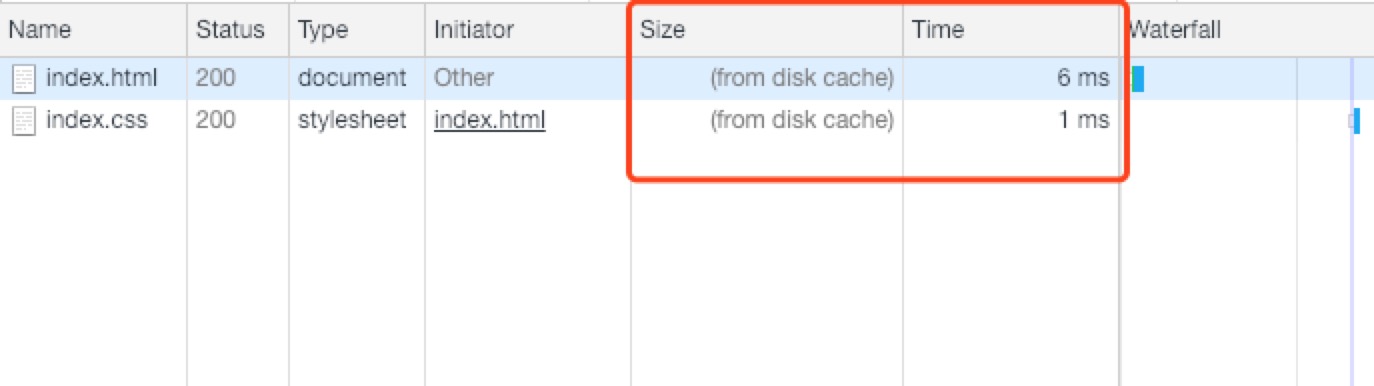 Name Status Type Initiator Size Time Waterfall
index.html 200 document Other (from disk cache) 6 ms
index.css 200 stylesheet index.html (from disk cache) 1 ms